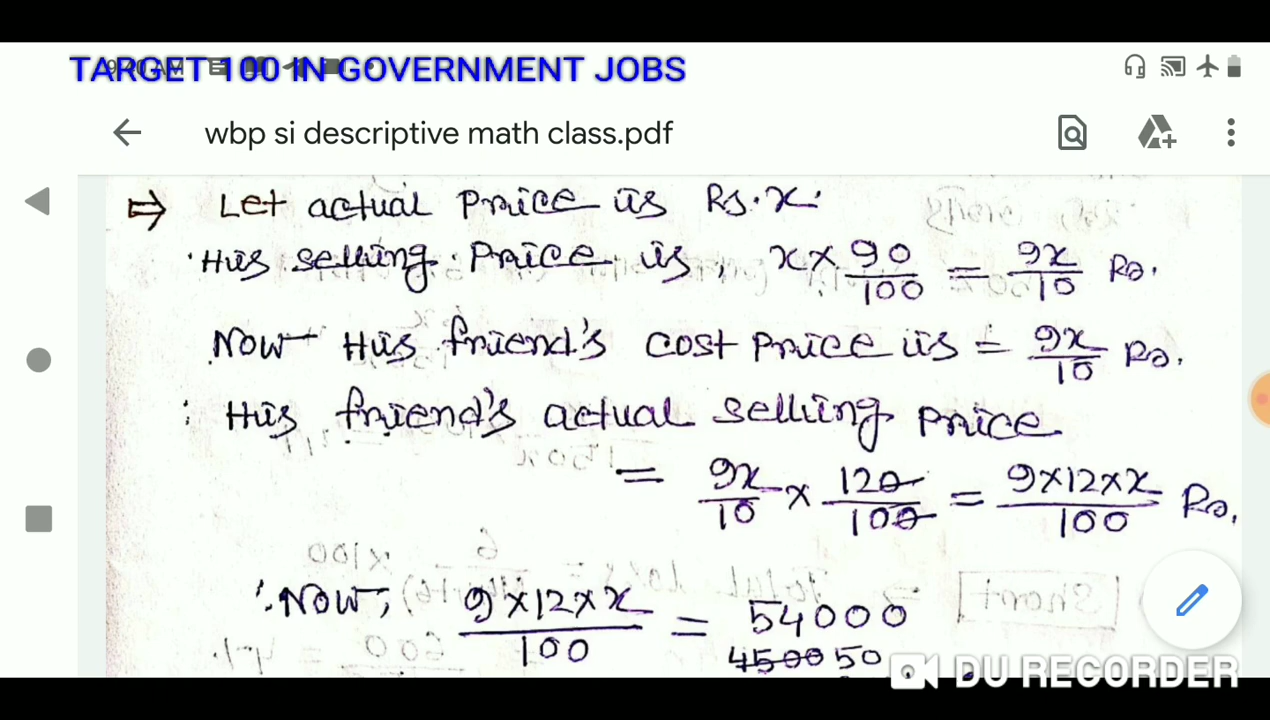 TARGET 100 IN GOVERNMENT JOBS
wbp si descriptive math class.pdf
⇒ Let actual Price is Rs. x.
His selling Price is, x × 90/100 = 9x/10 Rs.
Now His friend's cost Price is = 9x/10 Rs.
: His friend's actual selling price
= 9x/10 × 120/100 = 9×12×x/100 Rs.
∴ Now, 9×12×x/100 = 54000
4500 50
DU RECORDER